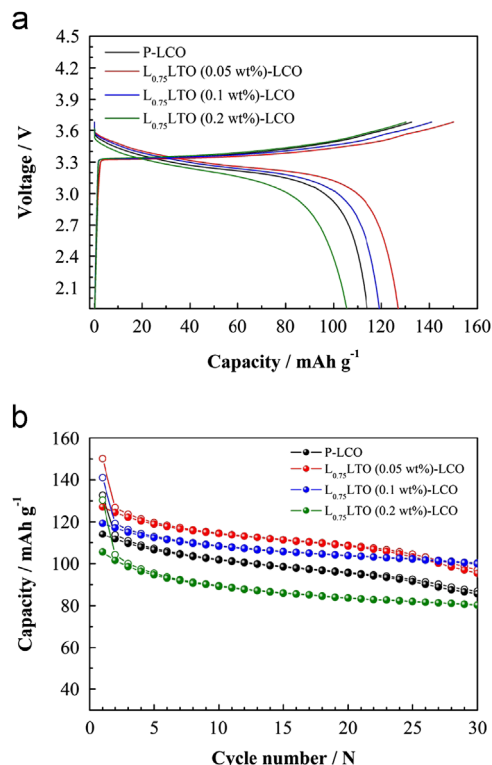 a
P-LCO
L0.75LTO (0.05 wt%)-LCO
L0.75LTO (0.1 wt%)-LCO
L0.75LTO (0.2 wt%)-LCO
4.5
4.2
3.9
3.6
3.3
3.0
2.7
2.4
2.1
Voltage / V
0 20 40 60 80 100 120 140 160
Capacity / mAh g-1
b
P-LCO
L0.75LTO (0.05 wt%)-LCO
L0.75LTO (0.1 wt%)-LCO
L0.75LTO (0.2 wt%)-LCO
160
140
120
100
80
60
40
Capacity / mAh g-1
0 5 10 15 20 25 30
Cycle number / N